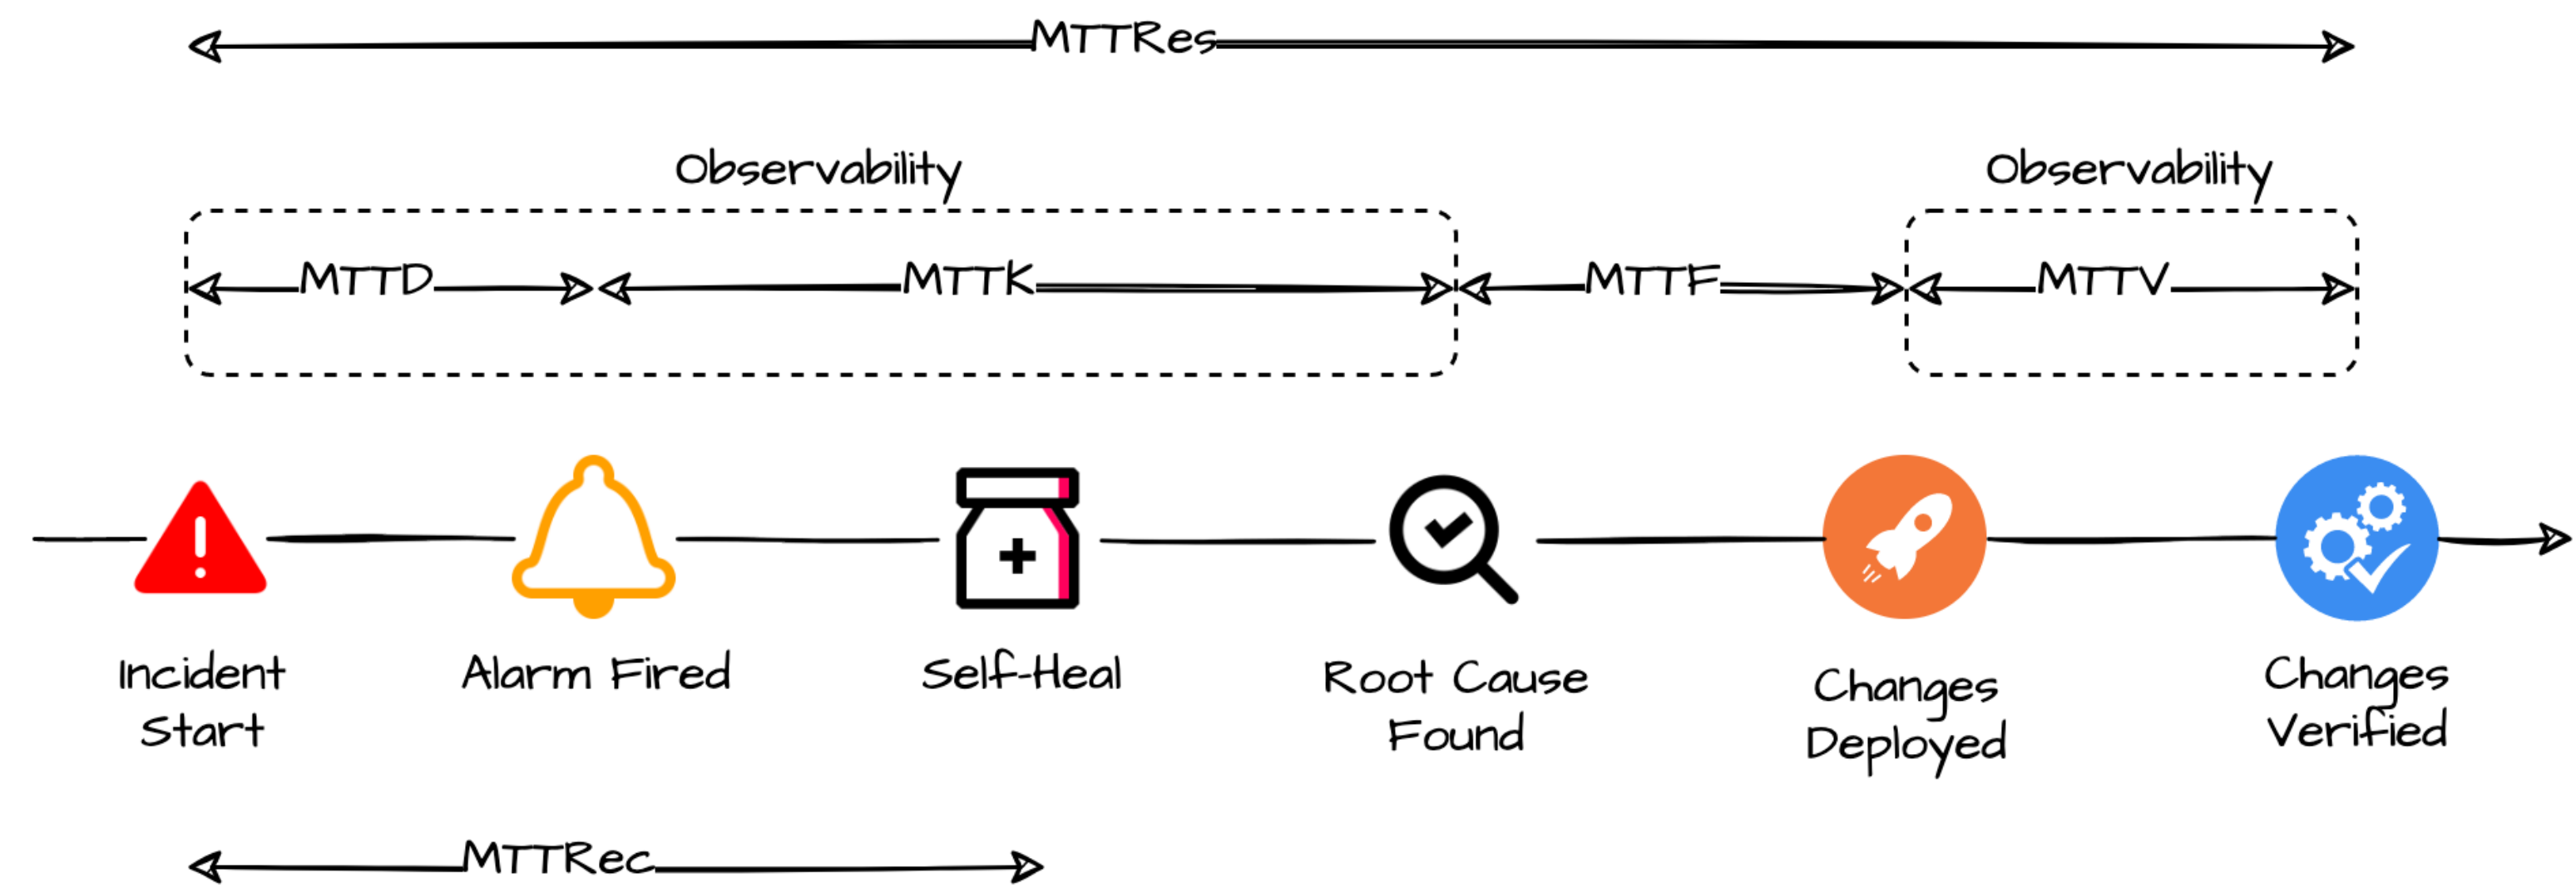 MTTRes
Observability
Observability
MTTD
MTTK
MTTF
MTTV
Incident
Start
Alarm Fired
Self-Heal
Root Cause
Found
Changes
Deployed
Changes
Verified
MTTRec